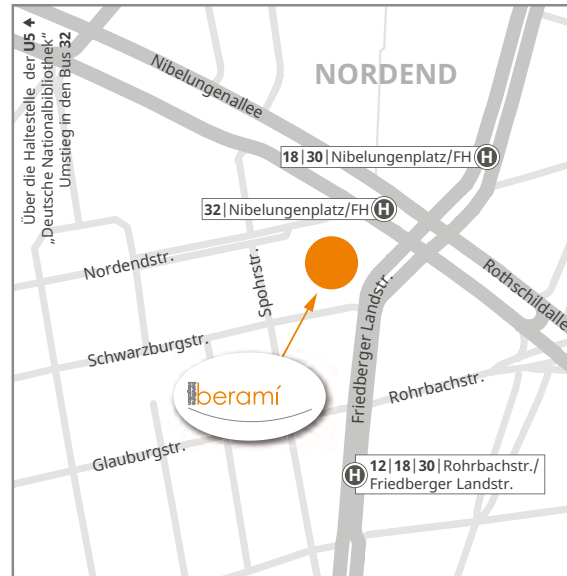 Über die Haltestelle der U5
„Deutsche Nationalbibliothek“
Umstieg in den Bus 32
Nibelungenallee
NORDEND
18|30|Nibelungenplatz/FH H
32|Nibelungenplatz/FH H
Nordendstr.
Spohrstr.
Rothschildallee
Friedberger Landstr.
Schwarzburgstr.
beramí
Rohrbachstr.
Glauburgstr.
H 12|18|30|Rohrbachstr./
Friedberger Landstr.